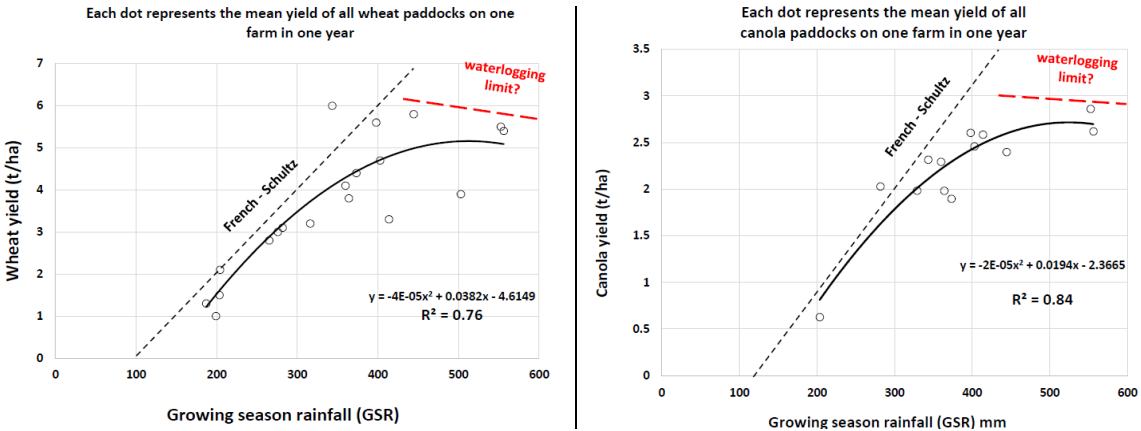 Each dot represents the mean yield of all wheat paddocks on one
farm in one year
7
6
5
4
3
2
1
0
Wheat yield (t/ha)
French - Schultz
waterlogging
limit?
y = -4E-05x² + 0.0382x - 4.6149
R² = 0.76
0 100 200 300 400 500 600
Growing season rainfall (GSR)
Each dot represents the mean yield of all
canola paddocks on one farm in one year
3.5
3
2.5
2
1.5
1
0.5
0
Canola yield (t/ha)
French - Schultz
waterlogging
limit?
y = -2E-05x² + 0.0194x - 2.3665
R² = 0.84
0 100 200 300 400 500 600
Growing season rainfall (GSR) mm